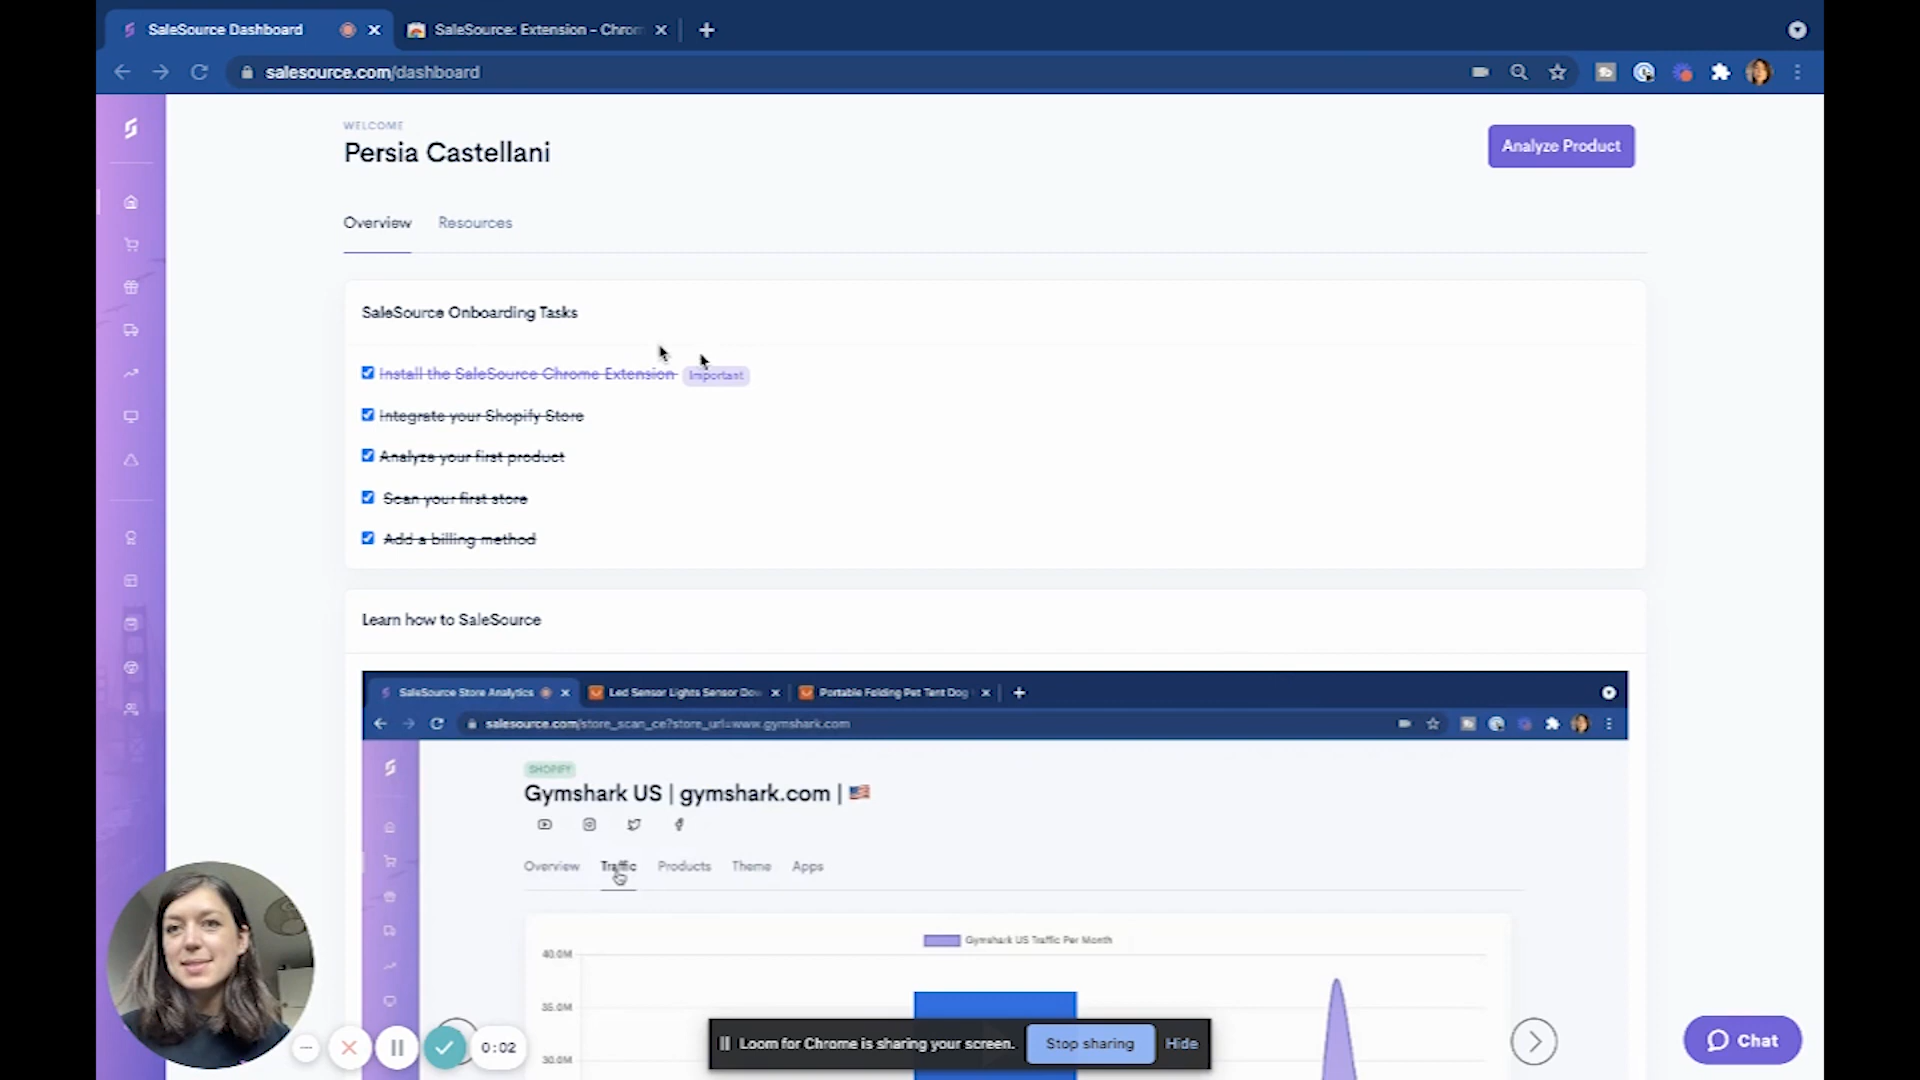 SaleSource Dashboard
SaleSource: Extension - Chrom
salesource.com/dashboard
WELCOME
Persia Castellani
Analyze Product
Overview
Resources
SaleSource Onboarding Tasks
Install the SaleSource Chrome Extension
Important
Integrate your Shopify Store
Analyze your first product
Scan your first store
Add a billing method
Learn how to SaleSource
SaleSource Store Analytics
Led Sensor Lights Sensor Do
Portable Folding Pet Tent Dog
salesource.com/store_scan_ce?store_url=www.gymshark.com
SHOPIFY
Gymshark US | gymshark.com |
Overview
Traffic
Products
Theme
Apps
Gymshark US Traffic Per Month
40.0M
35.0M
30.0M
0:02
Loom for Chrome is sharing your screen.
Stop sharing
Hide
Chat